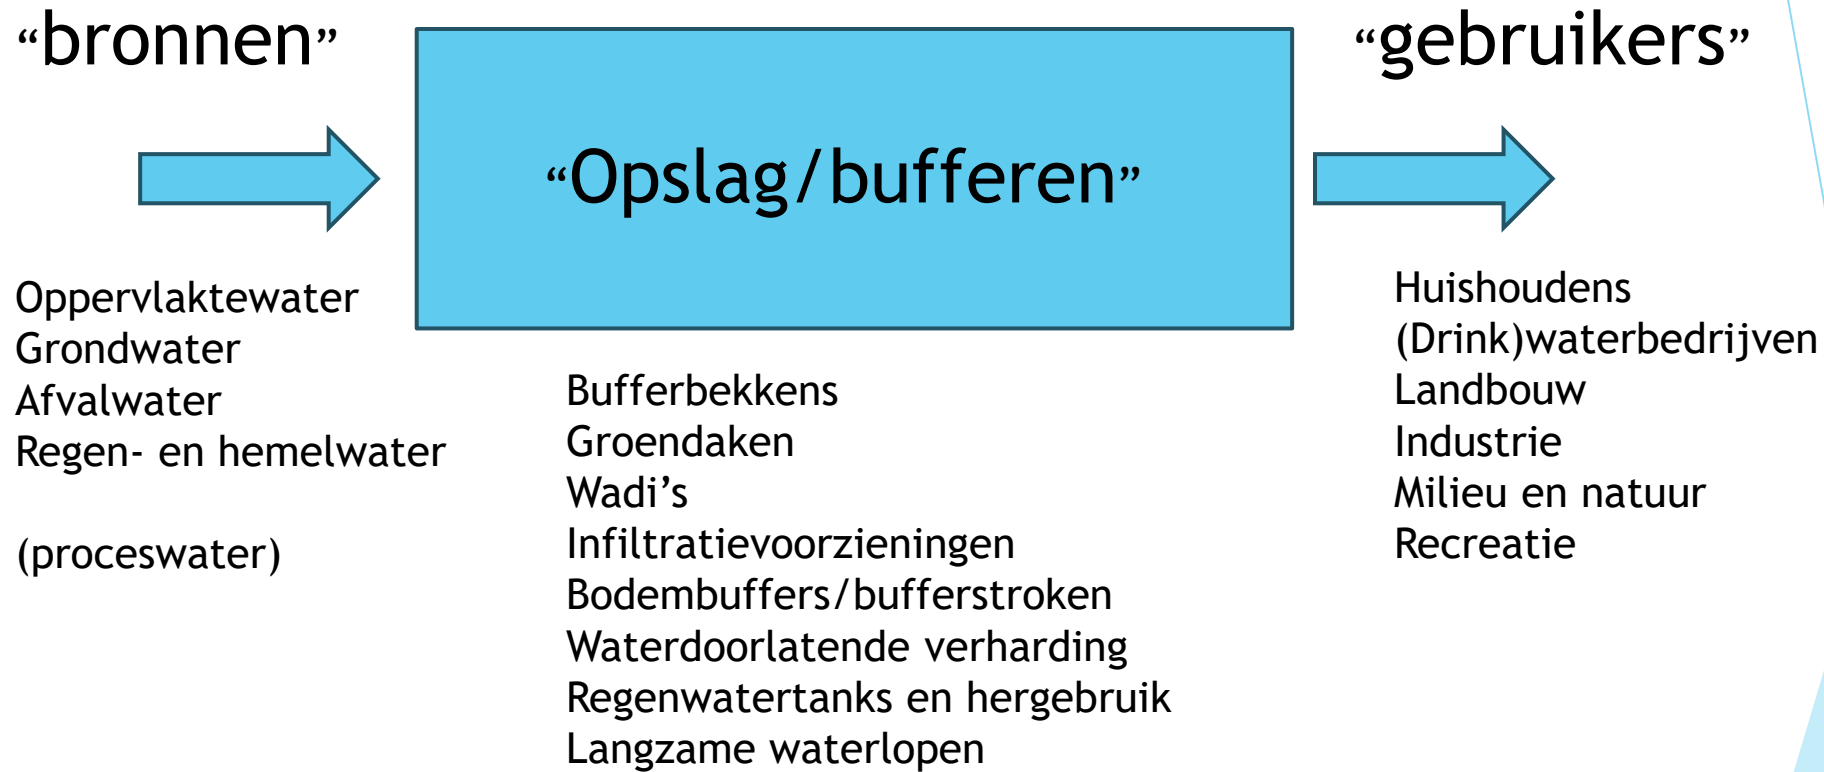 “bronnen”
“Opslag/bufferen”
“gebruikers”
Oppervlaktewater
Grondwater
Afvalwater
Regen- en hemelwater
(proceswater)
Bufferbekkens
Groendaken
Wadi’s
Infiltratievoorzieningen
Bodembuffers/bufferstroken
Waterdoorlatende verharding
Regenwatertanks en hergebruik
Langzame waterlopen
Huishoudens
(Drink)waterbedrijven
Landbouw
Industrie
Milieu en natuur
Recreatie